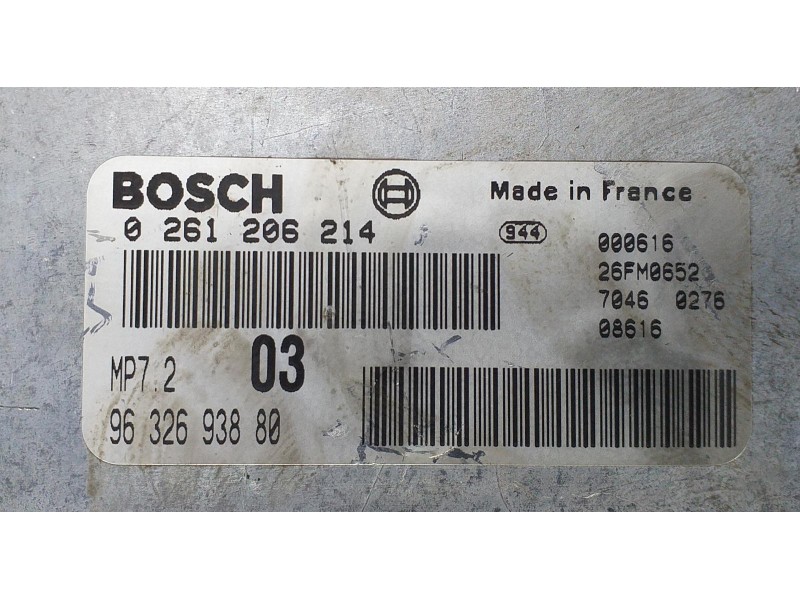 BOSCH Made in France
0 261 206 214 944 000616
26FM0652
7046 0276
08616
MP7.2 03
96 326 938 80